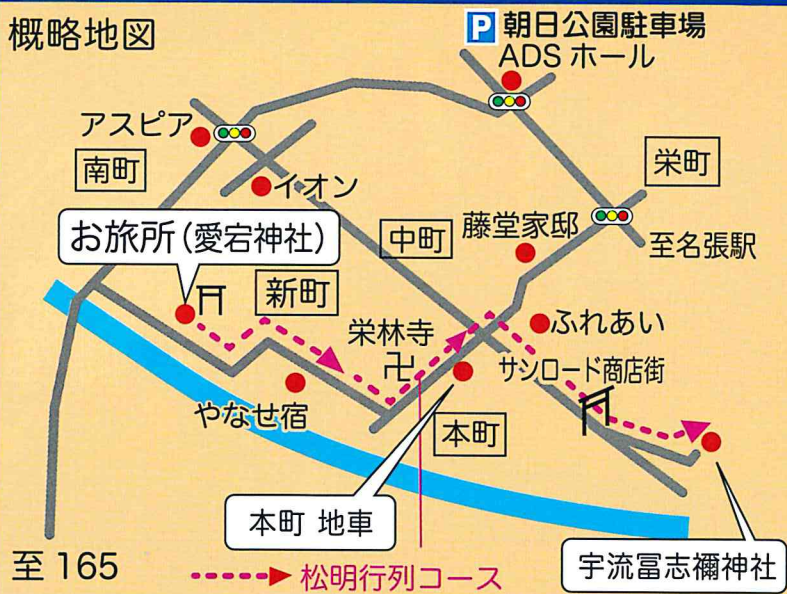 概略地図
P 朝日公園駐車場
ADS ホール
アスピア
南町
イオン
栄町
お旅所(愛宕神社)
中町
藤堂家邸
至名張駅
新町
栄林寺
卍
ふれあい
サンロード商店街
やなせ宿
本町
本町 地車
宇流冨志禰神社
至 165
松明行列コース